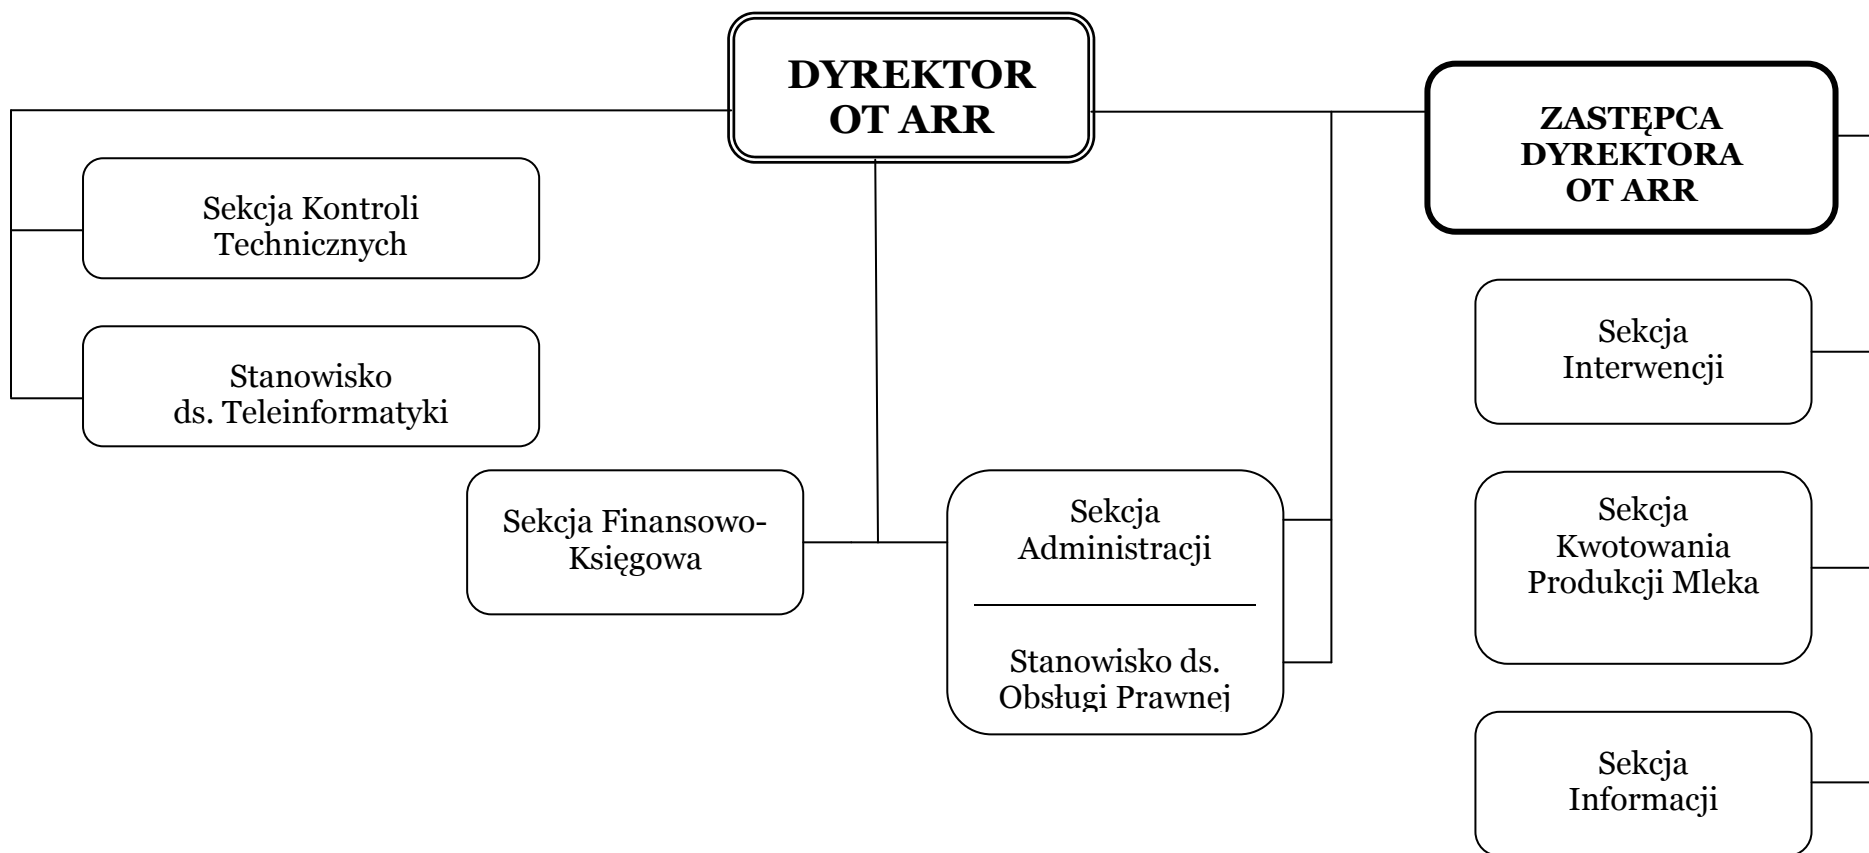 DYREKTOR
OT ARR
ZASTĘPCA
DYREKTORA
OT ARR
Sekcja Kontroli
Technicznych
Stanowisko
ds. Teleinformatyki
Sekcja Finansowo-
Księgowa
Sekcja
Administracji
Stanowisko ds.
Obsługi Prawnej
Sekcja
Interwencji
Sekcja
Kwotowania
Produkcji Mleka
Sekcja
Informacji